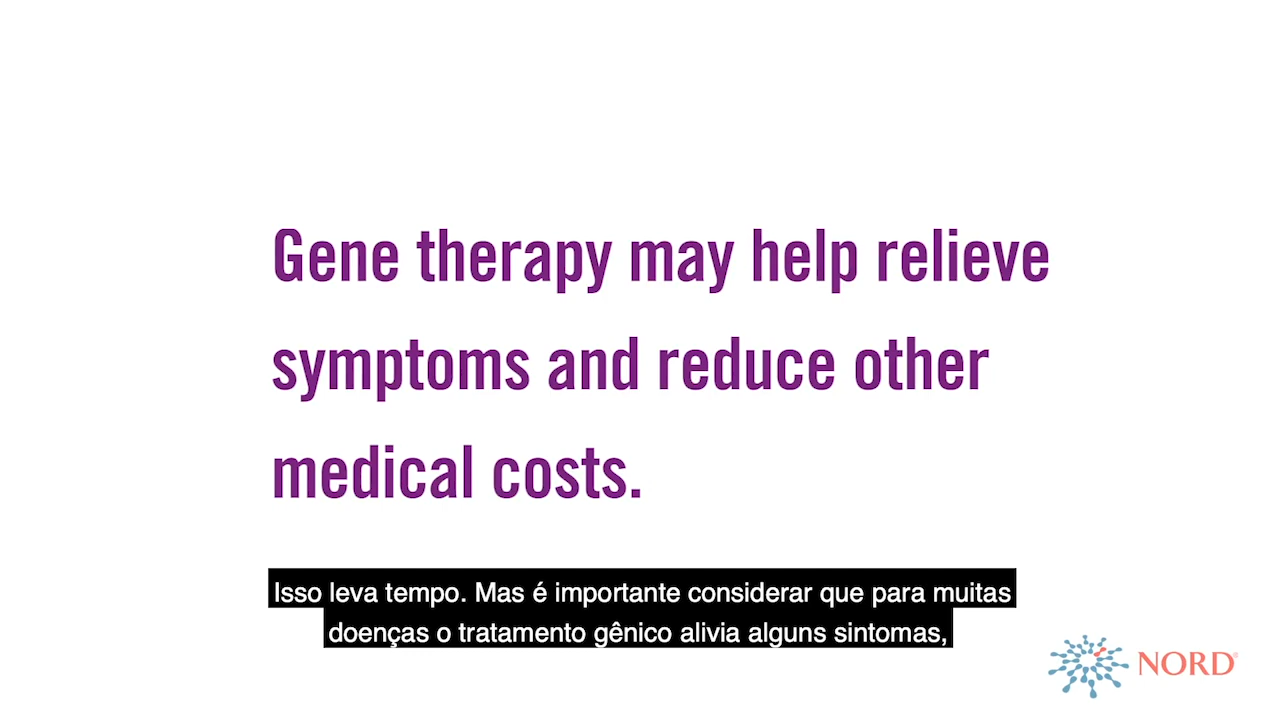 Gene therapy may help relieve
symptoms and reduce other
medical costs.
Isso leva tempo. Mas é importante considerar que para muitas
doenças o tratamento gênico alivia alguns sintomas,
NORD®